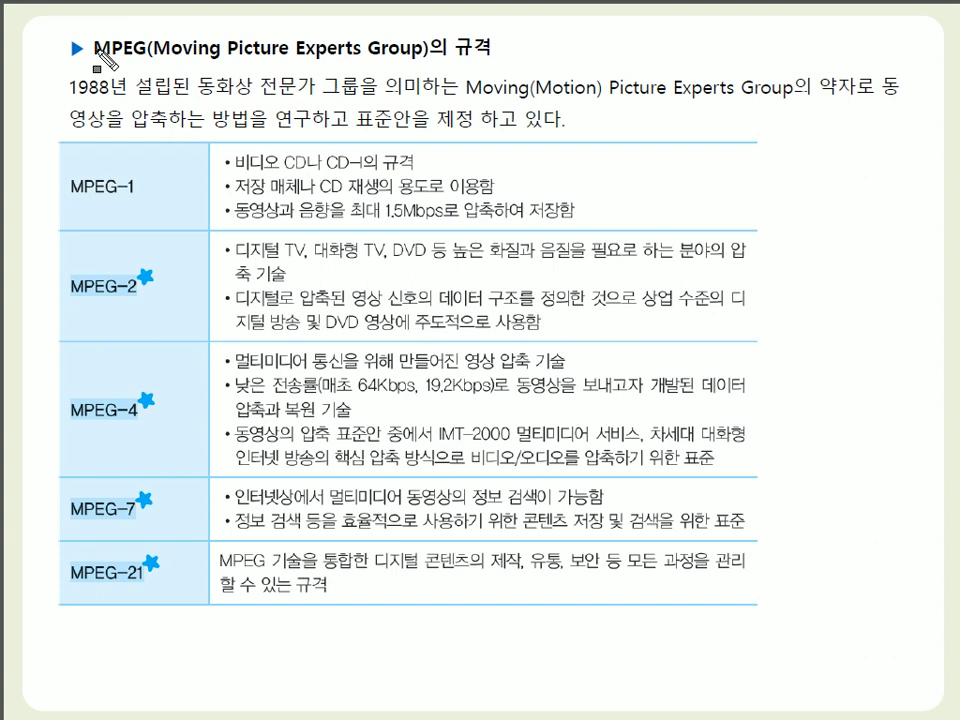 ▶ MPEG(Moving Picture Experts Group)의 규격
1988년 설립된 동화상 전문가 그룹을 의미하는 Moving(Motion) Picture Experts Group의 약자로 동
영상을 압축하는 방법을 연구하고 표준안을 제정 하고 있다.
MPEG-1
• 비디오 CD나 CD-I의 규격
• 저장 매체나 CD 재생의 용도로 이용함
• 동영상과 음향을 최대 1.5Mbps로 압축하여 저장함
MPEG-2
• 디지털 TV, 대화형 TV, DVD 등 높은 화질과 음질을 필요로 하는 분야의 압
축 기술
• 디지털로 압축된 영상 신호의 데이터 구조를 정의한 것으로 상업 수준의 디
지털 방송 및 DVD 영상에 주도적으로 사용함
MPEG-4
• 멀티미디어 통신을 위해 만들어진 영상 압축 기술
• 낮은 전송률(매초 64Kbps, 19.2Kbps)로 동영상을 보내고자 개발된 데이터
압축과 복원 기술
• 동영상의 압축 표준안 중에서 IMT-2000 멀티미디어 서비스, 차세대 대화형
인터넷 방송의 핵심 압축 방식으로 비디오/오디오를 압축하기 위한 표준
MPEG-7
• 인터넷상에서 멀티미디어 동영상의 정보 검색이 가능함
• 정보 검색 등을 효율적으로 사용하기 위한 콘텐츠 저장 및 검색을 위한 표준
MPEG-21
MPEG 기술을 통합한 디지털 콘텐츠의 제작, 유통, 보안 등 모든 과정을 관리
할 수 있는 규격